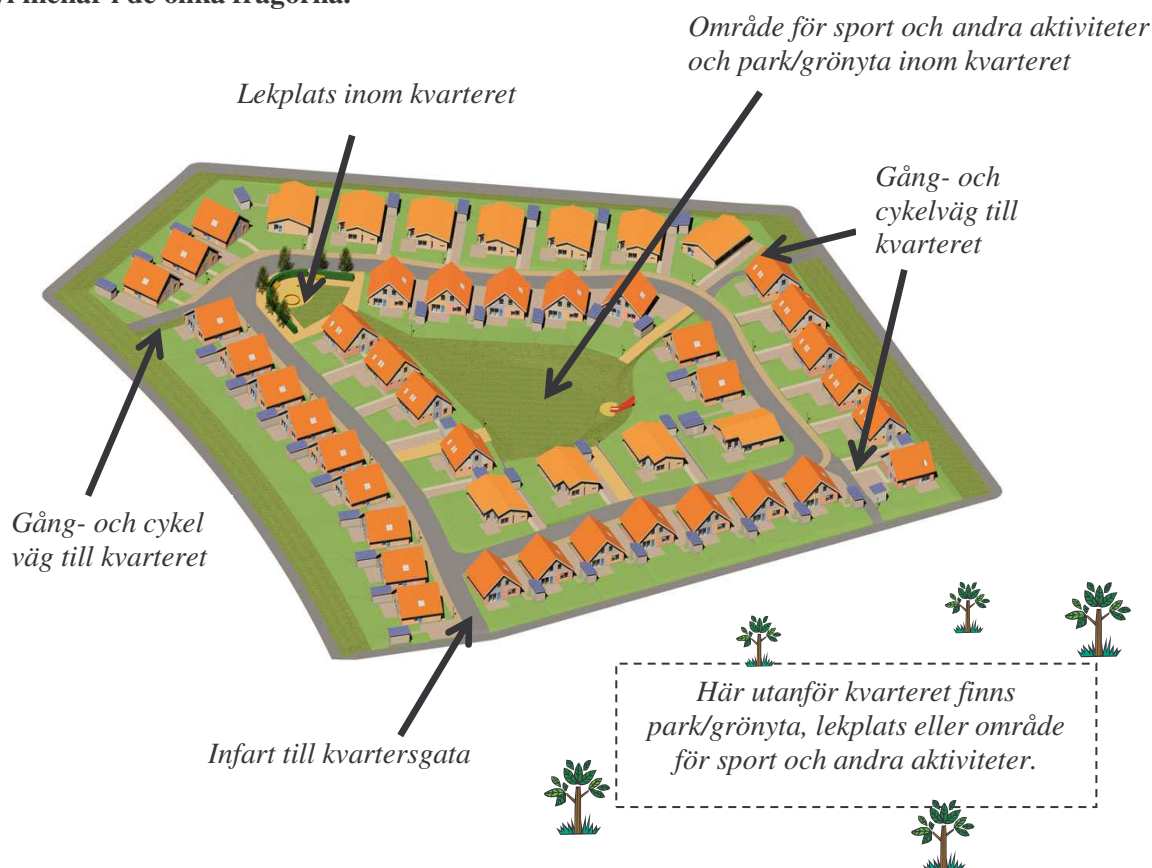 Område för sport och andra aktiviteter
och park/grönyta inom kvarteret
Lekplats inom kvarteret
Gång- och
cykelväg till
kvarteret
Gång- och cykel
väg till kvarteret
Infart till kvartersgata
Här utanför kvarteret finns
park/grönyta, lekplats eller område
för sport och andra aktiviteter.